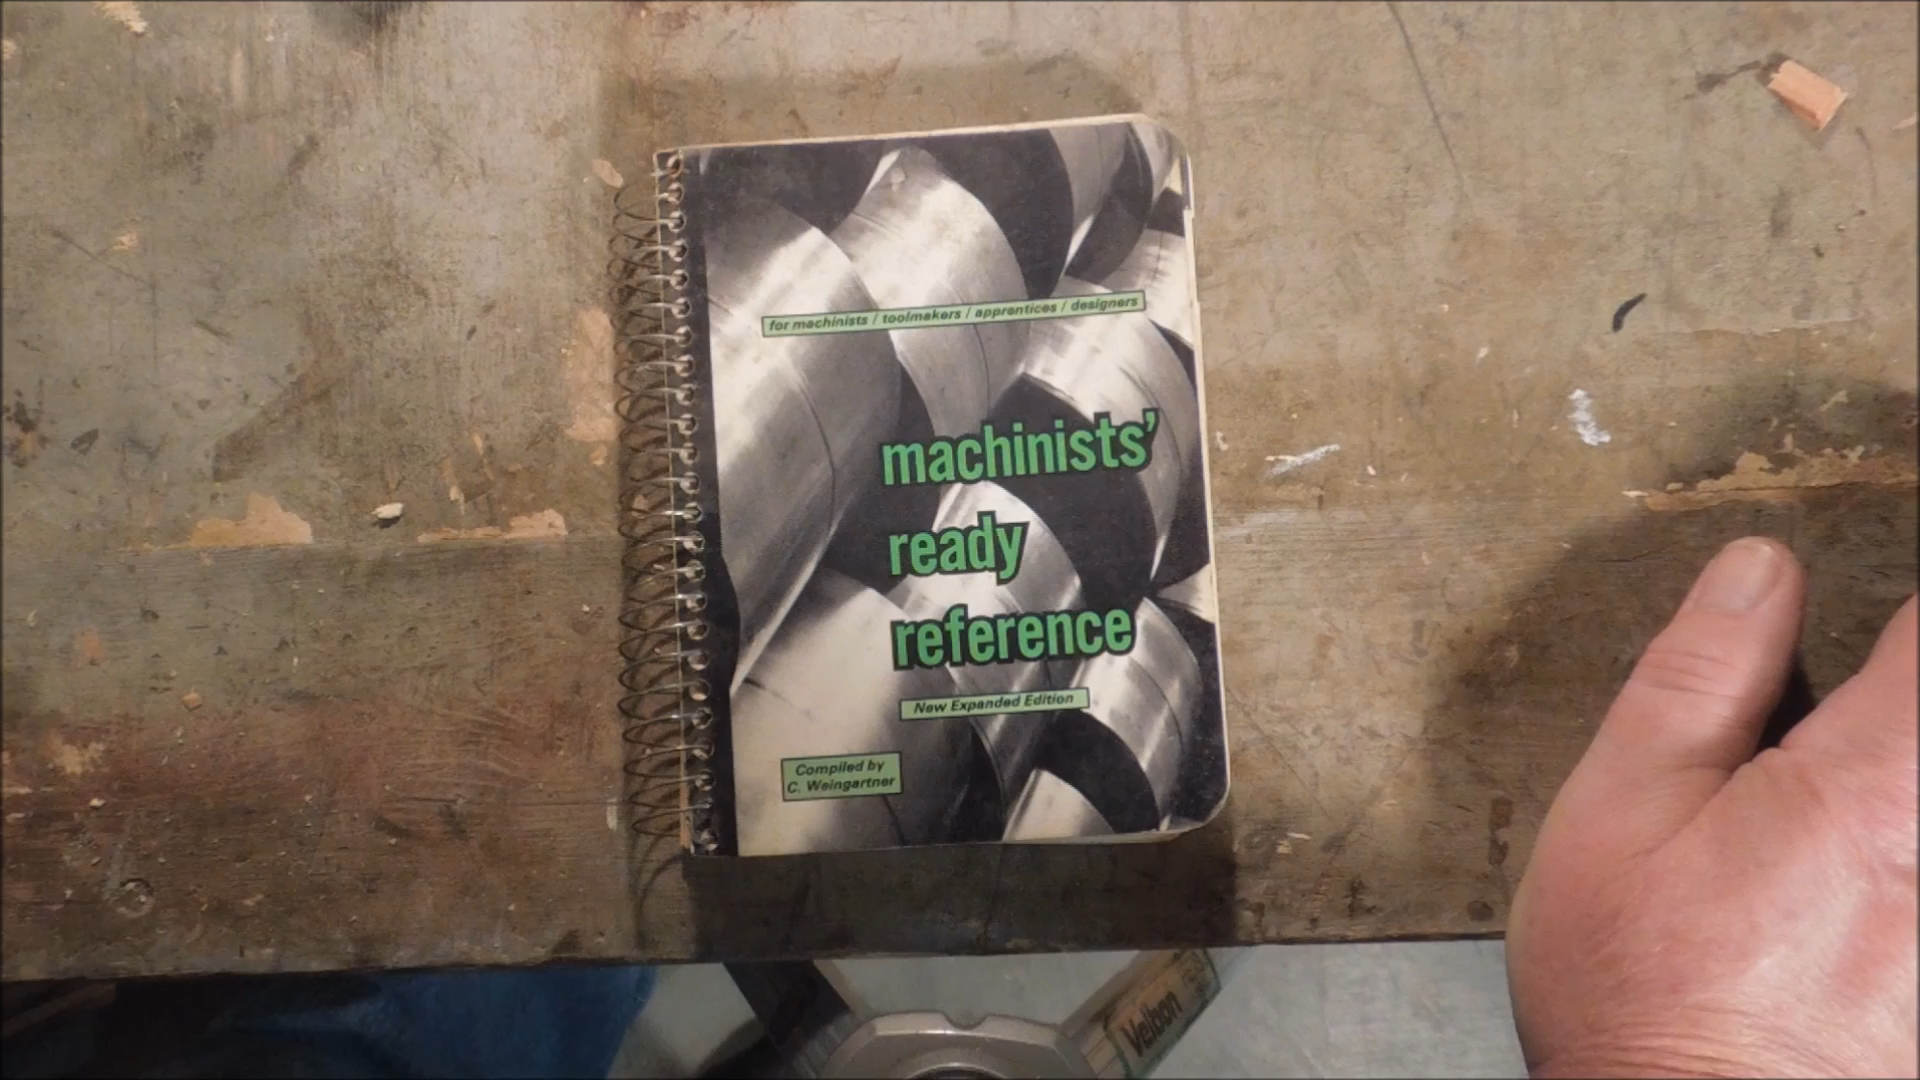 for machinists / toolmakers / apprentices / designers
machinists'
ready
reference
New Expanded Edition
Compiled by
C. Weingartner
Velbon